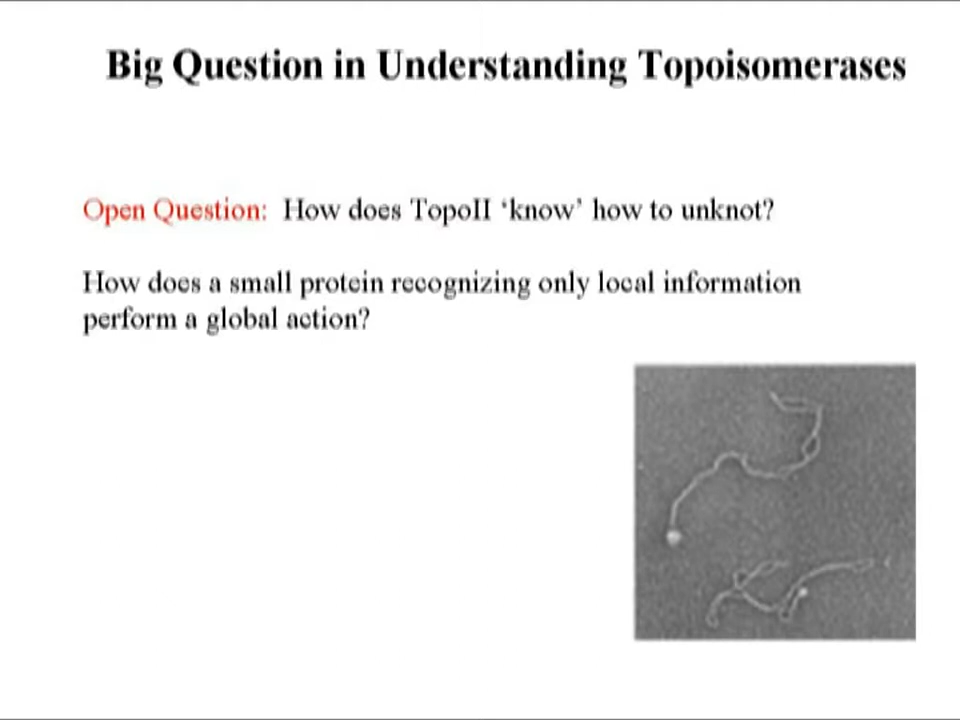 Big Question in Understanding Topoisomerases
Open Question: How does TopoII ‘know’ how to unknot?
How does a small protein recognizing only local information
perform a global action?